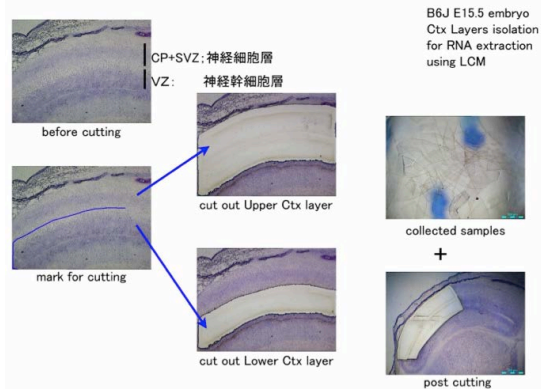 B6J E15.5 embryo
Ctx Layers isolation
for RNA extraction
using LCM
CP+SVZ; 神経細胞層
VZ: 神経幹細胞層
before cutting
mark for cutting
cut out Upper Ctx layer
cut out Lower Ctx layer
collected samples
+
post cutting